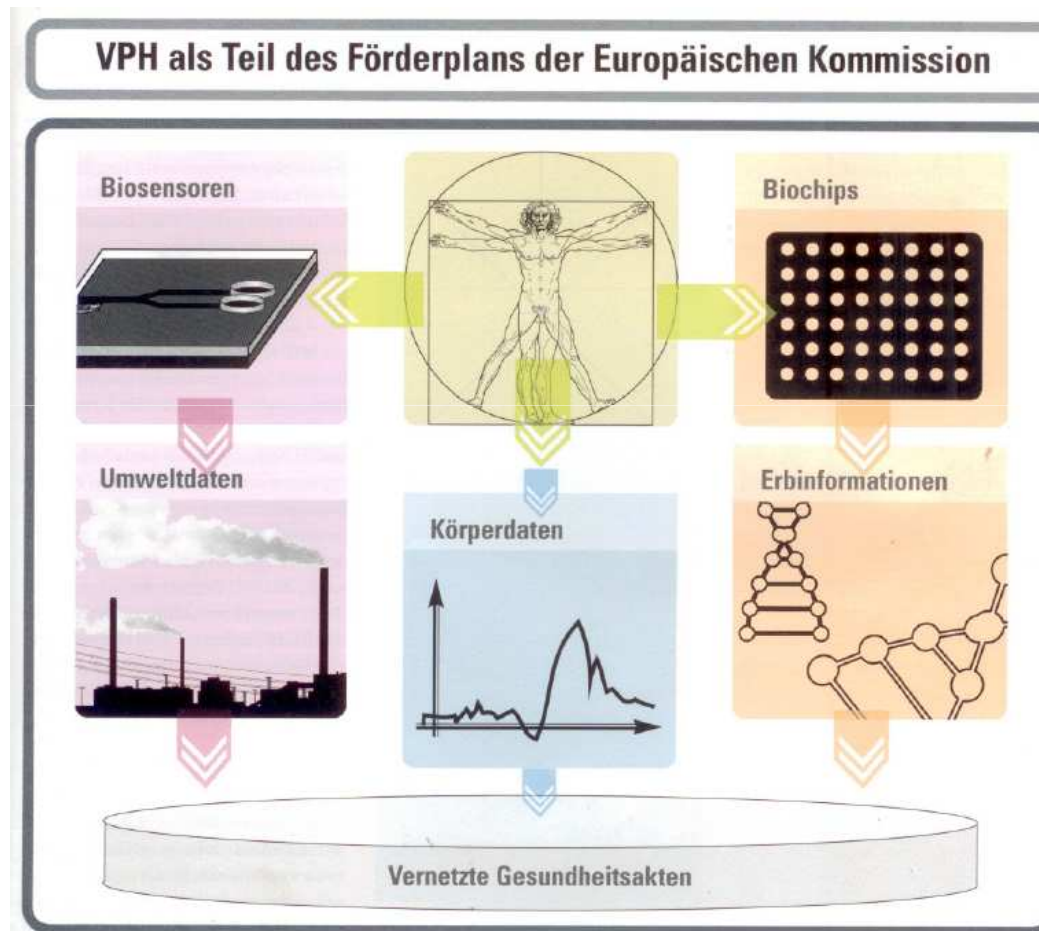 VPH als Teil des Förderplans der Europäischen Kommission
Biosensoren
Biochips
Umweltdaten
Körperdaten
Erbinformationen
Vernetzte Gesundheitsakten